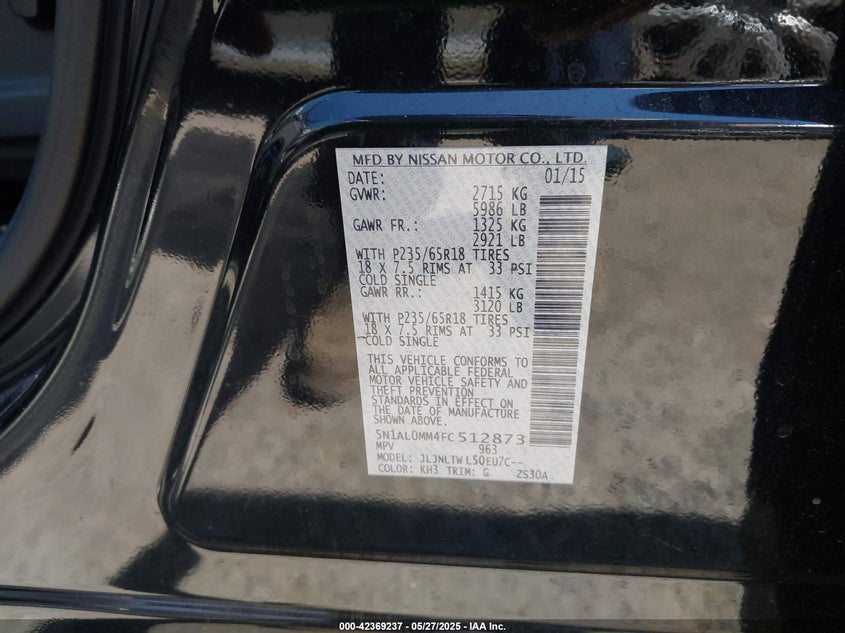 MFD BY NISSAN MOTOR CO., LTD.
DATE: 01/15
GVWR: 2715 KG
5986 LB
GAWR FR.: 1325 KG
2921 LB
WITH P235/65R18 TIRES
18 X 7.5 RIMS AT 33 PSI
COLD SINGLE
GAWR RR.: 1415 KG
3120 LB
WITH P235/65R18 TIRES
18 X 7.5 RIMS AT 33 PSI
COLD SINGLE
THIS VEHICLE CONFORMS TO
ALL APPLICABLE FEDERAL
MOTOR VEHICLE SAFETY AND
THEFT PREVENTION
STANDARDS IN EFFECT ON
THE DATE OF MANUFACTURE
SHOWN ABOVE.
5N1AL0MM4FC512873
MPV 963
MODEL: JLJNLTWL50EU7C--
COLOR: KH3 TRIM: G ZS30A
000-42369237 - 05/27/2025 - IAA Inc.